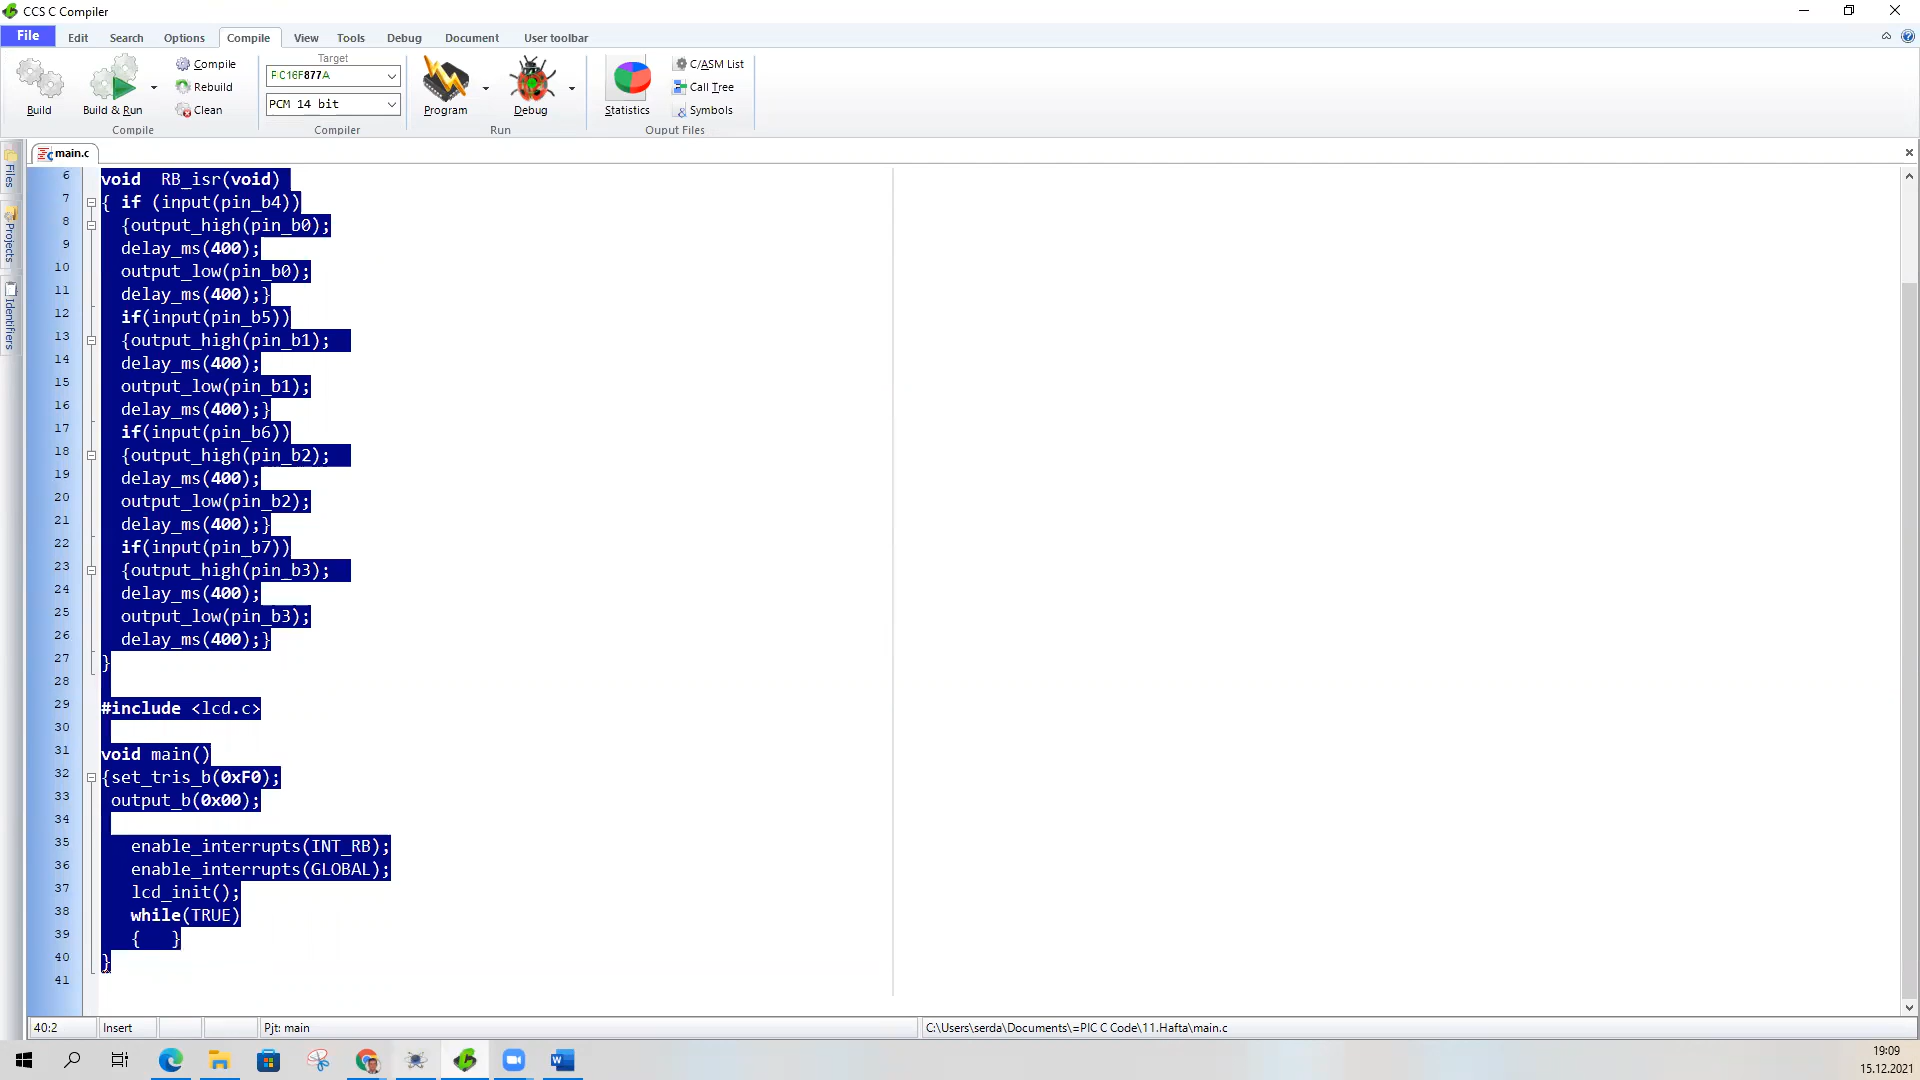 CCS C Compiler
File Edit Search Options Compile View Tools Debug Document User toolbar
Build
Build & Run
Compile
Rebuild
Clean
Compile
Target
PIC16F877A
PCM 14 bit
Compiler
Program
Debug
Run
Statistics
C/ASM List
Call Tree
Symbols
Ouput Files
Files
Projects
Identifiers
main.c
6 void RB_isr(void)
7 { if (input(pin_b4))
8 {output_high(pin_b0);
9 delay_ms(400);
10 output_low(pin_b0);
11 delay_ms(400);}
12 if(input(pin_b5))
13 {output_high(pin_b1);
14 delay_ms(400);
15 output_low(pin_b1);
16 delay_ms(400);}
17 if(input(pin_b6))
18 {output_high(pin_b2);
19 delay_ms(400);
20 output_low(pin_b2);
21 delay_ms(400);}
22 if(input(pin_b7))
23 {output_high(pin_b3);
24 delay_ms(400);
25 output_low(pin_b3);
26 delay_ms(400);}
27 }
28
29 #include <lcd.c>
30
31 void main()
32 {set_tris_b(0xF0);
33 output_b(0x00);
34
35 enable_interrupts(INT_RB);
36 enable_interrupts(GLOBAL);
37 lcd_init();
38 while(TRUE)
39 { }
40 }
41
40:2 Insert Pjt: main C:\Users\serda\Documents\=PIC C Code\11.Hafta\main.c
19:09
15.12.2021